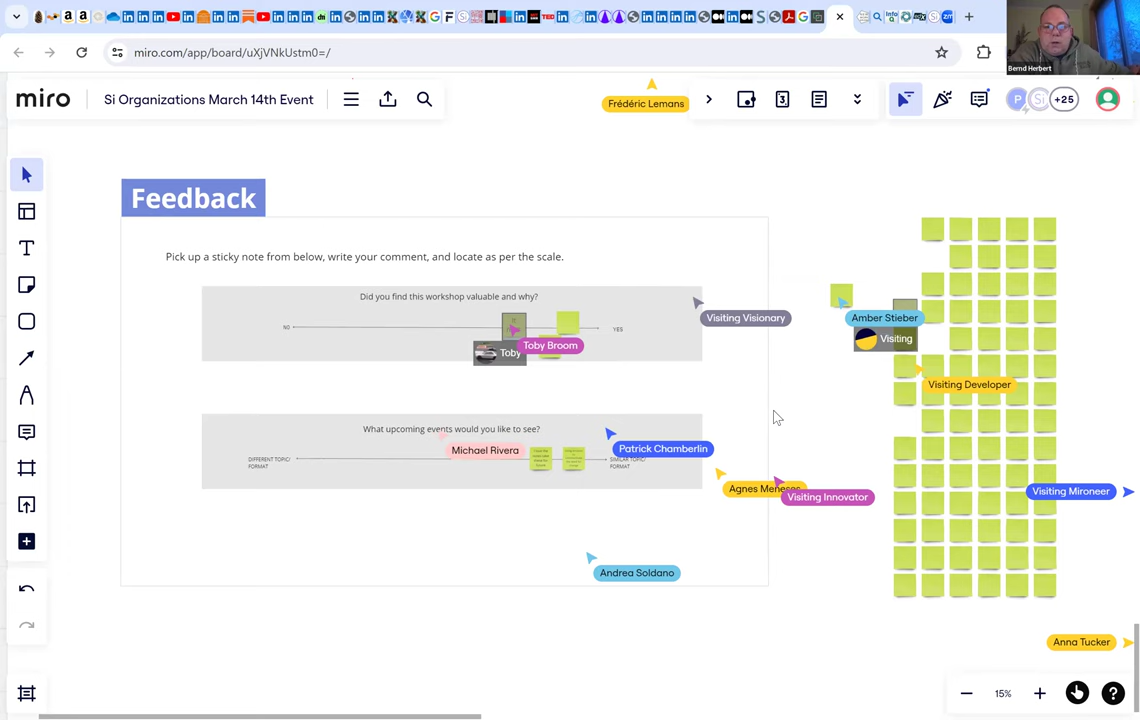 miro.com/app/board/uXjVNkUstm0=/
Bernd Herbert
miro
Si Organizations March 14th Event
Frédéric Lemans
3
P
Si
+25
Feedback
Pick up a sticky note from below, write your comment, and locate as per the scale.
Did you find this workshop valuable and why?
NO
YES
Toby
Toby Broom
Visiting Visionary
Amber Stieber
Visiting
Visiting Developer
What upcoming events would you like to see?
DIFFERENT TOPIC/
FORMAT
SIMILAR TOPIC/
FORMAT
Michael Rivera
Patrick Chamberlin
Agnes Meneses
Visiting Innovator
Visiting Mironeer
Andrea Soldano
Anna Tucker
15%